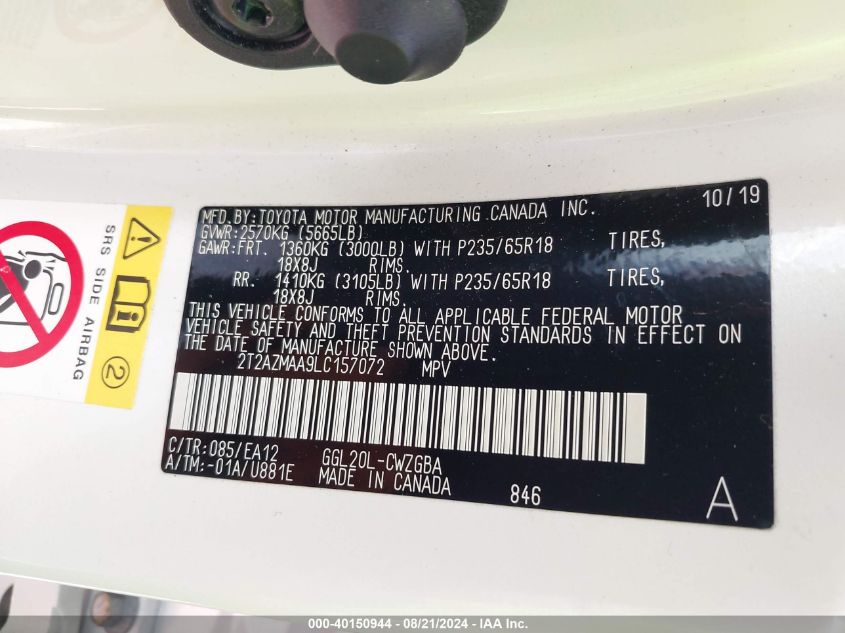 MFD.BY:TOYOTA MOTOR MANUFACTURING CANADA INC. 10/19
GVWR:2570KG (5665LB)
GAWR:FRT. 1360KG (3000LB) WITH P235/65R18 TIRES,
18X8J RIMS.
RR. 1410KG (3105LB) WITH P235/65R18 TIRES,
18X8J RIMS.
THIS VEHICLE CONFORMS TO ALL APPLICABLE FEDERAL MOTOR
VEHICLE SAFETY AND THEFT PREVENTION STANDARDS IN EFFECT ON
THE DATE OF MANUFACTURE SHOWN ABOVE.
2T2AZMAA9LC157072 MPV
C/TR:085/EA12 GGL20L-CWZGBA
A/TM:-01A/U881E MADE IN CANADA 846 A
SRS SIDE AIRBAG
2
000-40150944 - 08/21/2024 - IAA Inc.